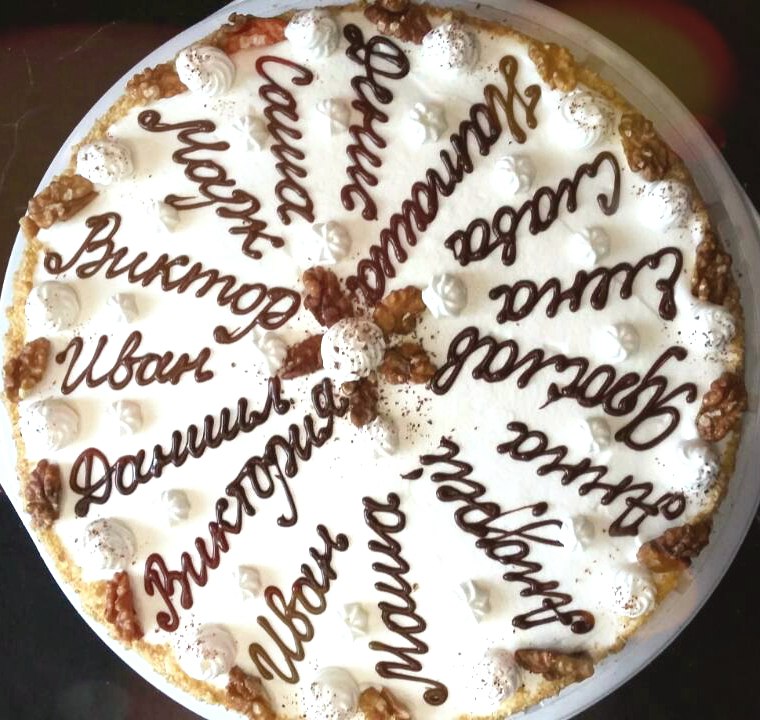 Денис
Наташа
Слава
Елена
Ярослав
Анна
Андрей
Маша
Иван
Виктория
Даниил
Иван
Виктор
Марк
Саша